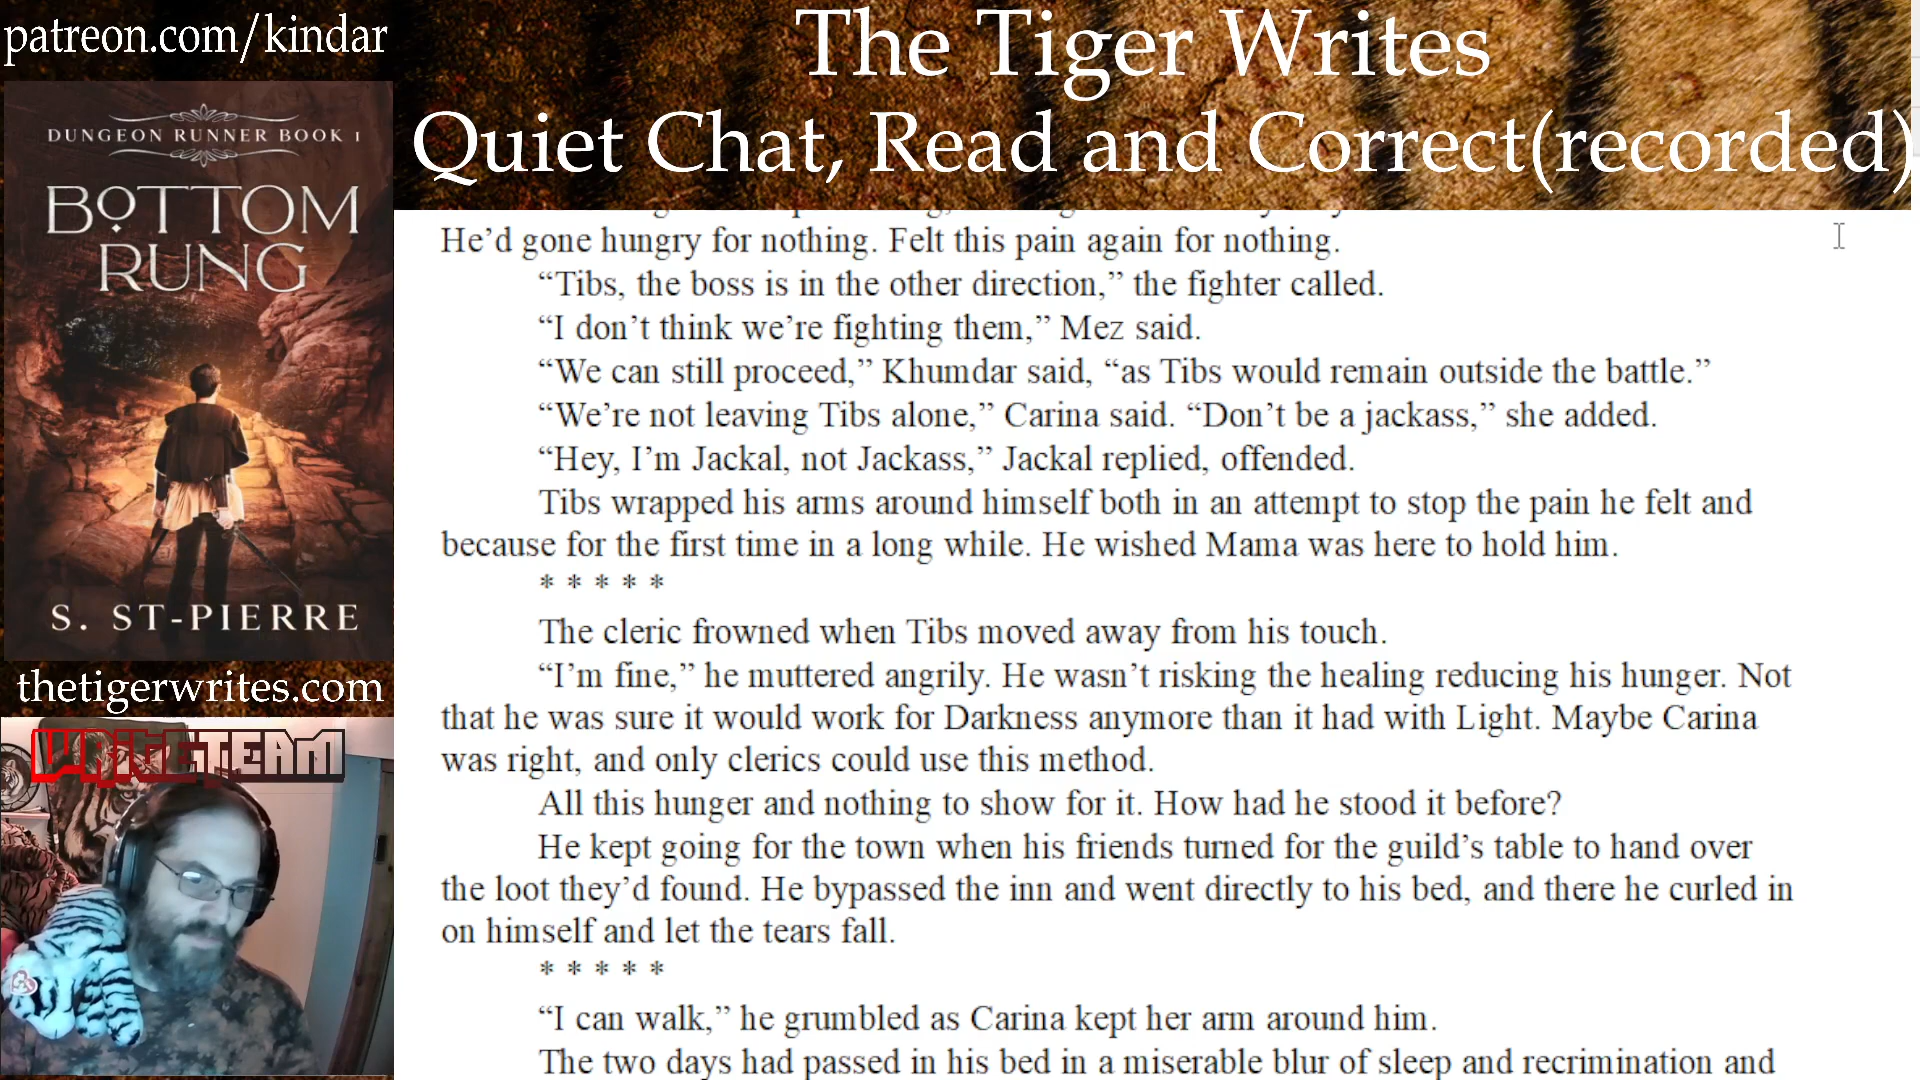 patreon.com/kindar
The Tiger Writes
Quiet Chat, Read and Correct(recorded)
DUNGEON RUNNER BOOK 1
BOTTOM
RUNG
S. ST-PIERRE
thetigerwrites.com
WRITETEAM
He’d gone hungry for nothing. Felt this pain again for nothing.
“Tibs, the boss is in the other direction,” the fighter called.
“I don’t think we’re fighting them,” Mez said.
“We can still proceed,” Khumdar said, “as Tibs would remain outside the battle.”
“We’re not leaving Tibs alone,” Carina said. “Don’t be a jackass,” she added.
“Hey, I’m Jackal, not Jackass,” Jackal replied, offended.
Tibs wrapped his arms around himself both in an attempt to stop the pain he felt and
because for the first time in a long while. He wished Mama was here to hold him.
* * * * *
The cleric frowned when Tibs moved away from his touch.
“I’m fine,” he muttered angrily. He wasn’t risking the healing reducing his hunger. Not
that he was sure it would work for Darkness anymore than it had with Light. Maybe Carina
was right, and only clerics could use this method.
All this hunger and nothing to show for it. How had he stood it before?
He kept going for the town when his friends turned for the guild’s table to hand over
the loot they’d found. He bypassed the inn and went directly to his bed, and there he curled in
on himself and let the tears fall.
* * * * *
“I can walk,” he grumbled as Carina kept her arm around him.
The two days had passed in his bed in a miserable blur of sleep and recrimination and